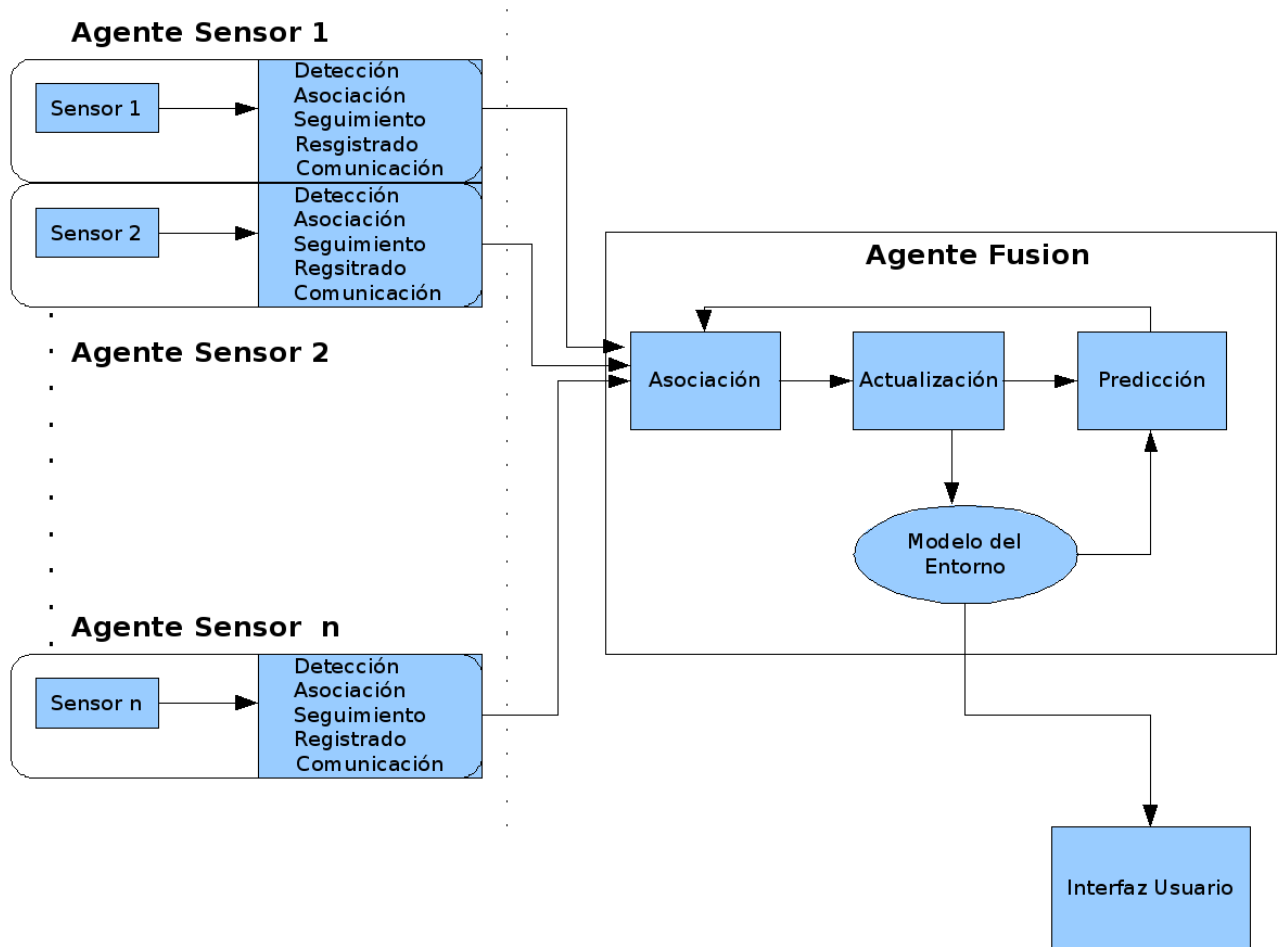 Agente Sensor 1
Sensor 1
Detección
Asociación
Seguimiento
Resgistrado
Comunicación
Sensor 2
Detección
Asociación
Seguimiento
Regsitrado
Comunicación
Agente Sensor 2
Agente Sensor n
Sensor n
Detección
Asociación
Seguimiento
Registrado
Comunicación
Agente Fusion
Asociación
Actualización
Predicción
Modelo del
Entorno
Interfaz Usuario